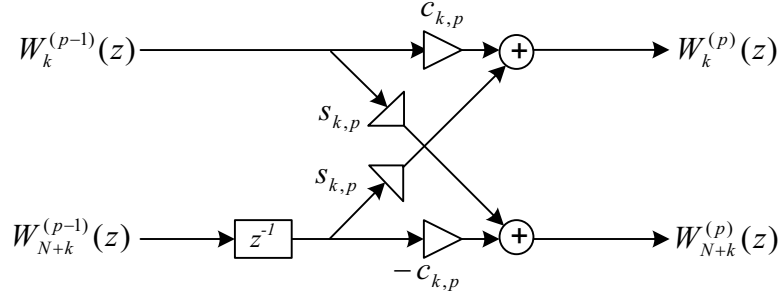 c_{k,p}
W_k^{(p-1)}(z) + W_k^{(p)}(z)
s_{k,p}
s_{k,p}
W_{N+k}^{(p-1)}(z) z^{-1} + W_{N+k}^{(p)}(z)
-c_{k,p}